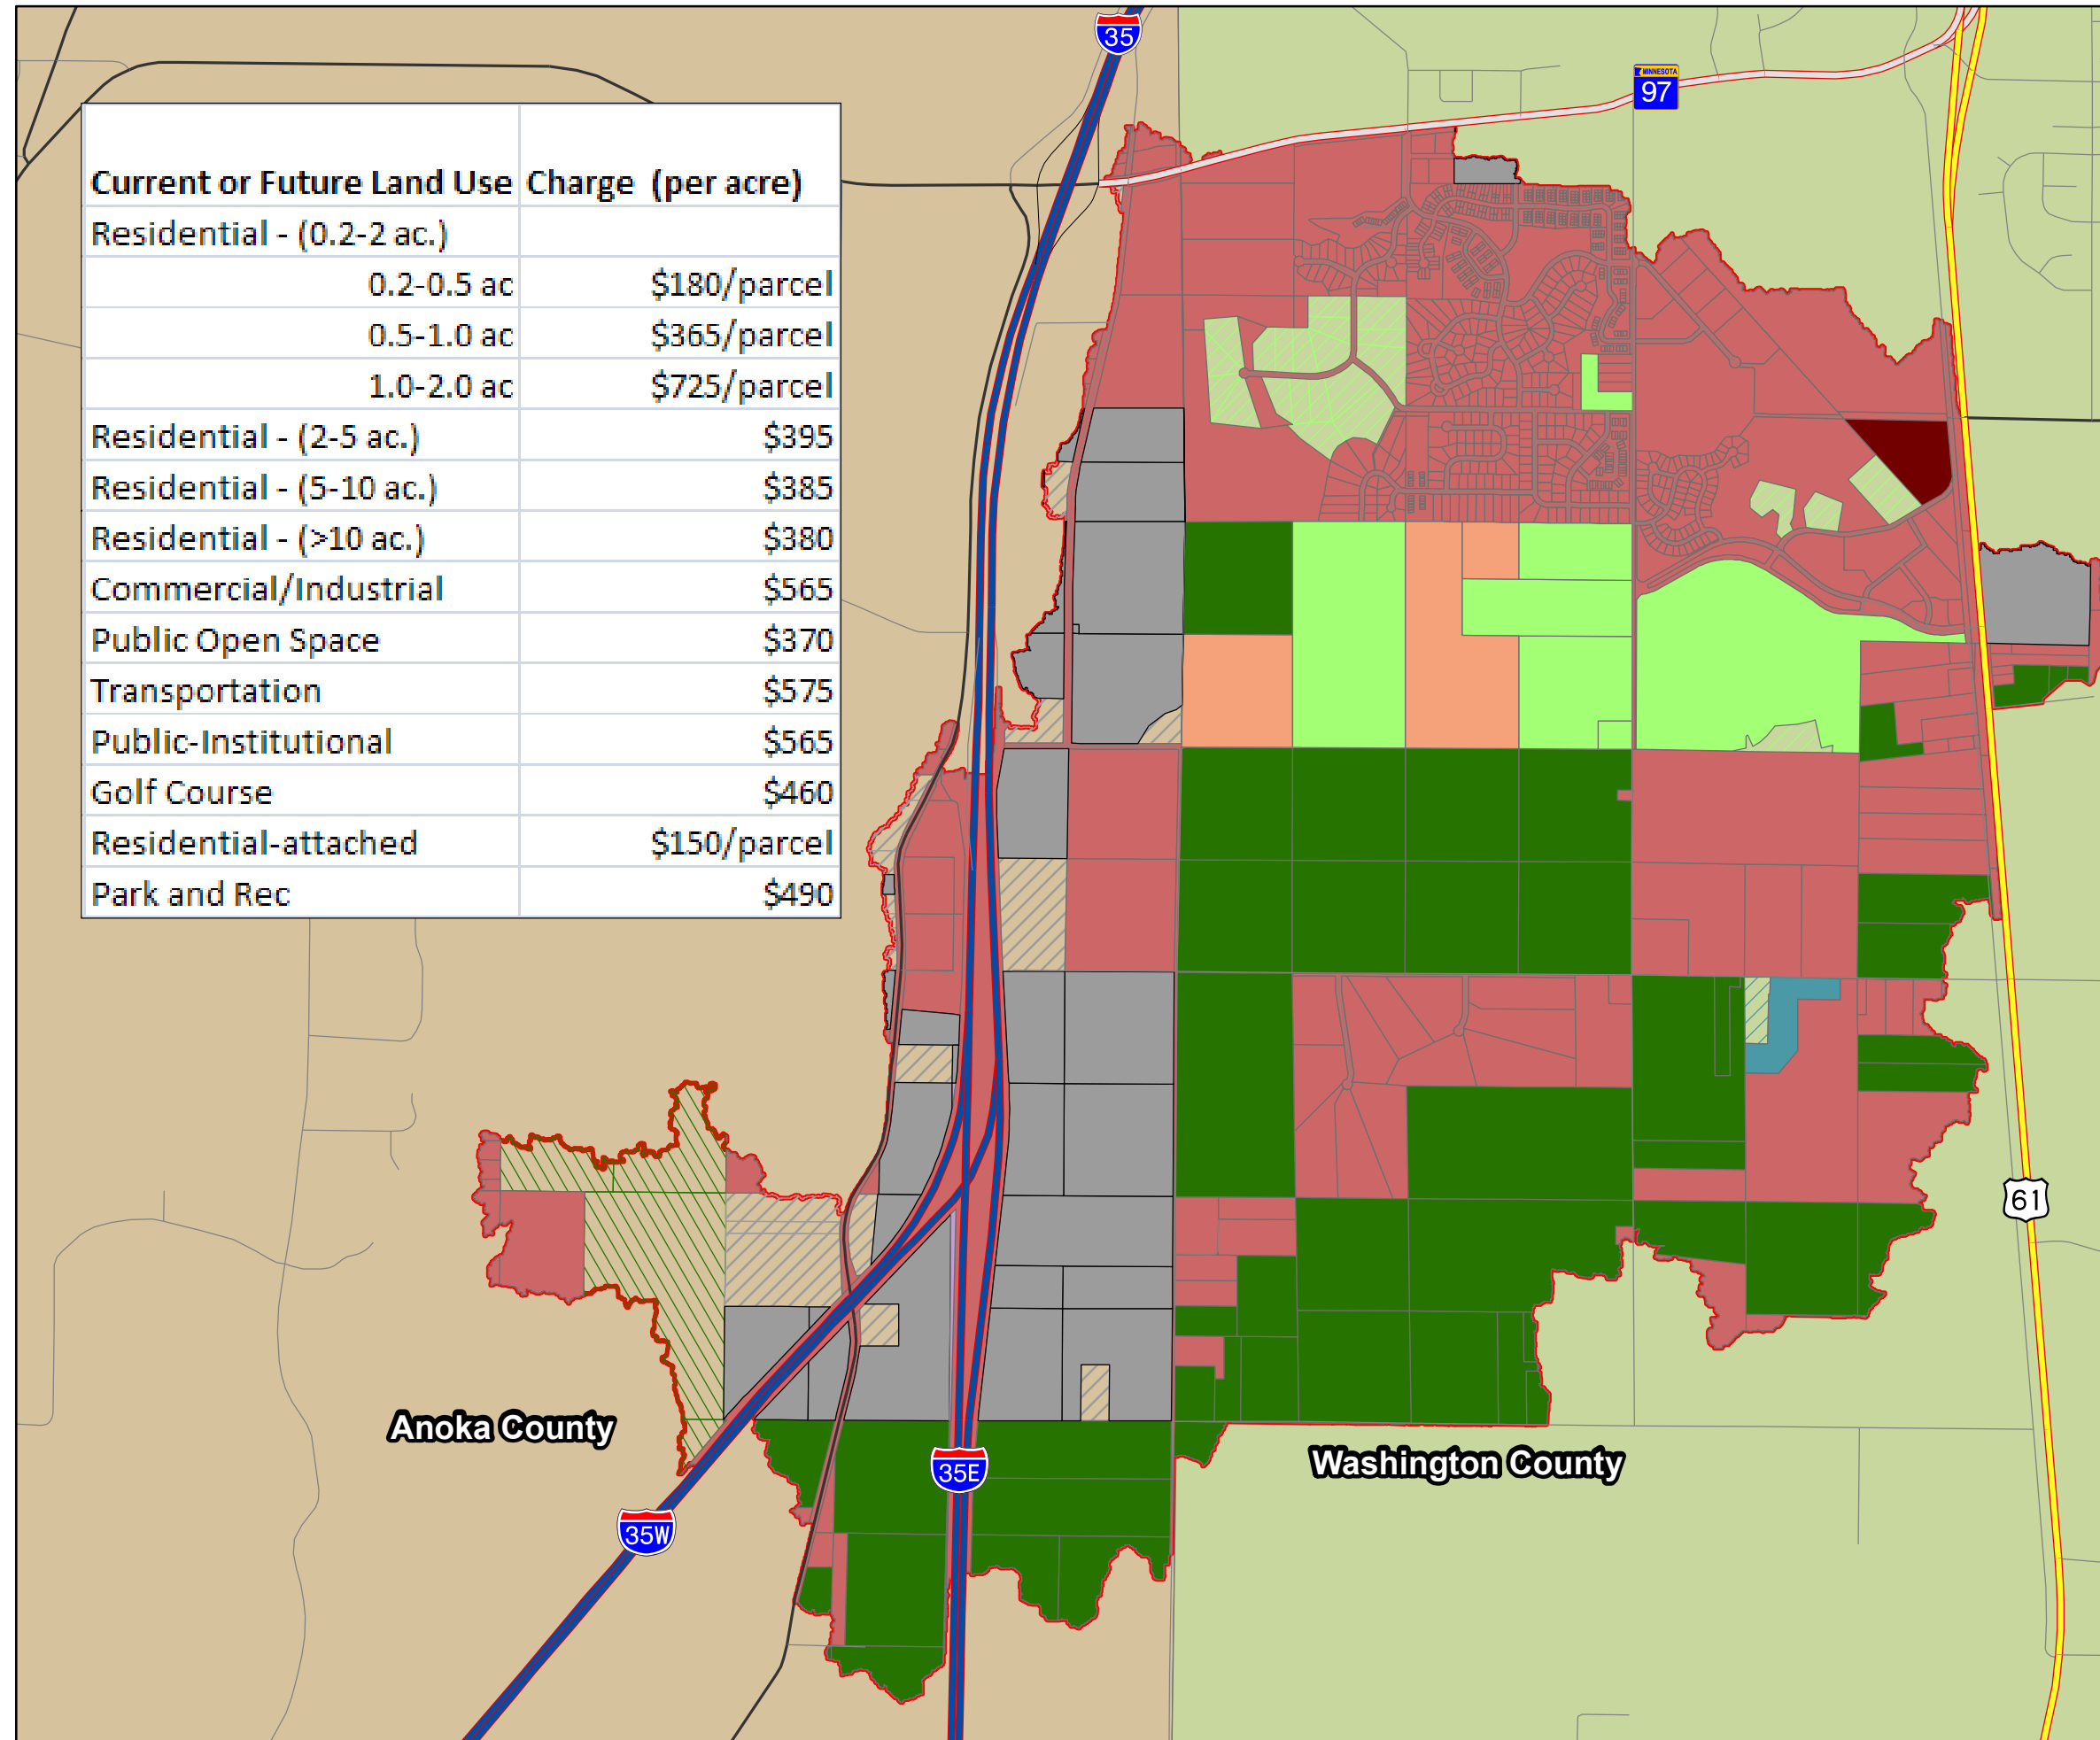 35
MINNESOTA
97
Current or Future Land Use Charge (per acre)
Residential - (0.2-2 ac.)
0.2-0.5 ac $180/parcel
0.5-1.0 ac $365/parcel
1.0-2.0 ac $725/parcel
Residential - (2-5 ac.) $395
Residential - (5-10 ac.) $385
Residential - (>10 ac.) $380
Commercial/Industrial $565
Public Open Space $370
Transportation $575
Public-Institutional $565
Golf Course $460
Residential-attached $150/parcel
Park and Rec $490
61
Anoka County
Washington County
35E
35W